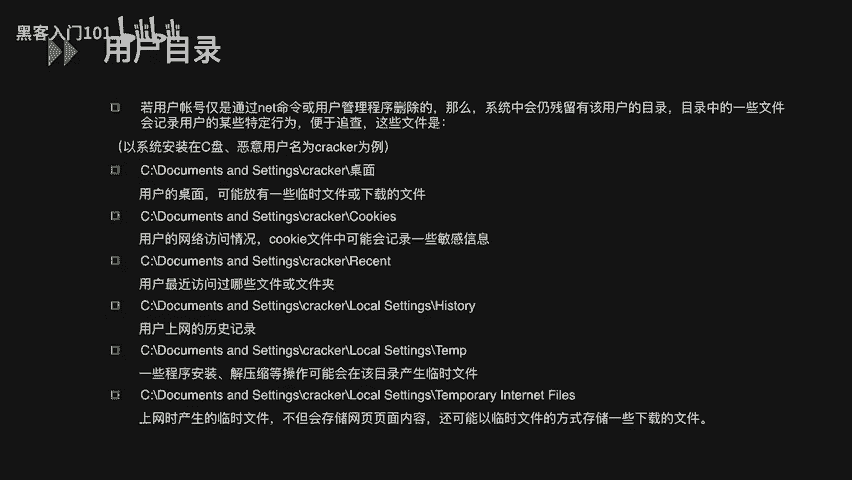 黑客入门101 bilibili
用户目录
若用户帐号仅是通过net命令或用户管理程序删除的，那么，系统中会仍残留有该用户的目录，目录中的一些文件
会记录用户的某些特定行为，便于追查，这些文件是：
（以系统安装在C盘、恶意用户名为cracker为例）
C:\Documents and Settings\cracker\桌面
用户的桌面，可能放有一些临时文件或下载的文件
C:\Documents and Settings\cracker\Cookies
用户的网络访问情况，cookie文件中可能会记录一些敏感信息
C:\Documents and Settings\cracker\Recent
用户最近访问过哪些文件或文件夹
C:\Documents and Settings\cracker\Local Settings\History
用户上网的历史记录
C:\Documents and Settings\cracker\Local Settings\Temp
一些程序安装、解压缩等操作可能会在该目录产生临时文件
C:\Documents and Settings\cracker\Local Settings\Temporary Internet Files
上网时产生的临时文件，不但会存储网页页面内容，还可能以临时文件的方式存储一些下载的文件。